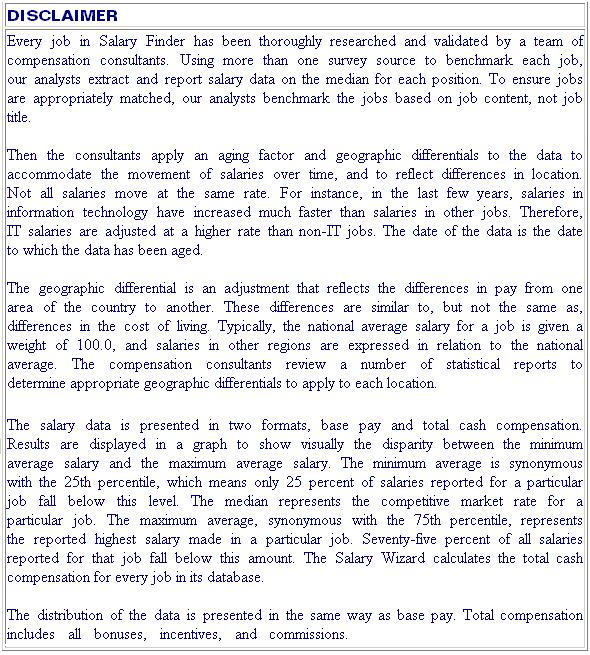 DISCLAIMER
Every job in Salary Finder has been thoroughly researched and validated by a team of
compensation consultants. Using more than one survey source to benchmark each job,
our analysts extract and report salary data on the median for each position. To ensure jobs
are appropriately matched, our analysts benchmark the jobs based on job content, not job
title.
Then the consultants apply an aging factor and geographic differentials to the data to
accommodate the movement of salaries over time, and to reflect differences in location.
Not all salaries move at the same rate. For instance, in the last few years, salaries in
information technology have increased much faster than salaries in other jobs. Therefore,
IT salaries are adjusted at a higher rate than non-IT jobs. The date of the data is the date
to which the data has been aged.
The geographic differential is an adjustment that reflects the differences in pay from one
area of the country to another. These differences are similar to, but not the same as,
differences in the cost of living. Typically, the national average salary for a job is given a
weight of 100.0, and salaries in other regions are expressed in relation to the national
average. The compensation consultants review a number of statistical reports to
determine appropriate geographic differentials to apply to each location.
The salary data is presented in two formats, base pay and total cash compensation.
Results are displayed in a graph to show visually the disparity between the minimum
average salary and the maximum average salary. The minimum average is synonymous
with the 25th percentile, which means only 25 percent of salaries reported for a particular
job fall below this level. The median represents the competitive market rate for a
particular job. The maximum average, synonymous with the 75th percentile, represents
the reported highest salary made in a particular job. Seventy-five percent of all salaries
reported for that job fall below this amount. The Salary Wizard calculates the total cash
compensation for every job in its database.
The distribution of the data is presented in the same way as base pay. Total compensation
includes all bonuses, incentives, and commissions.